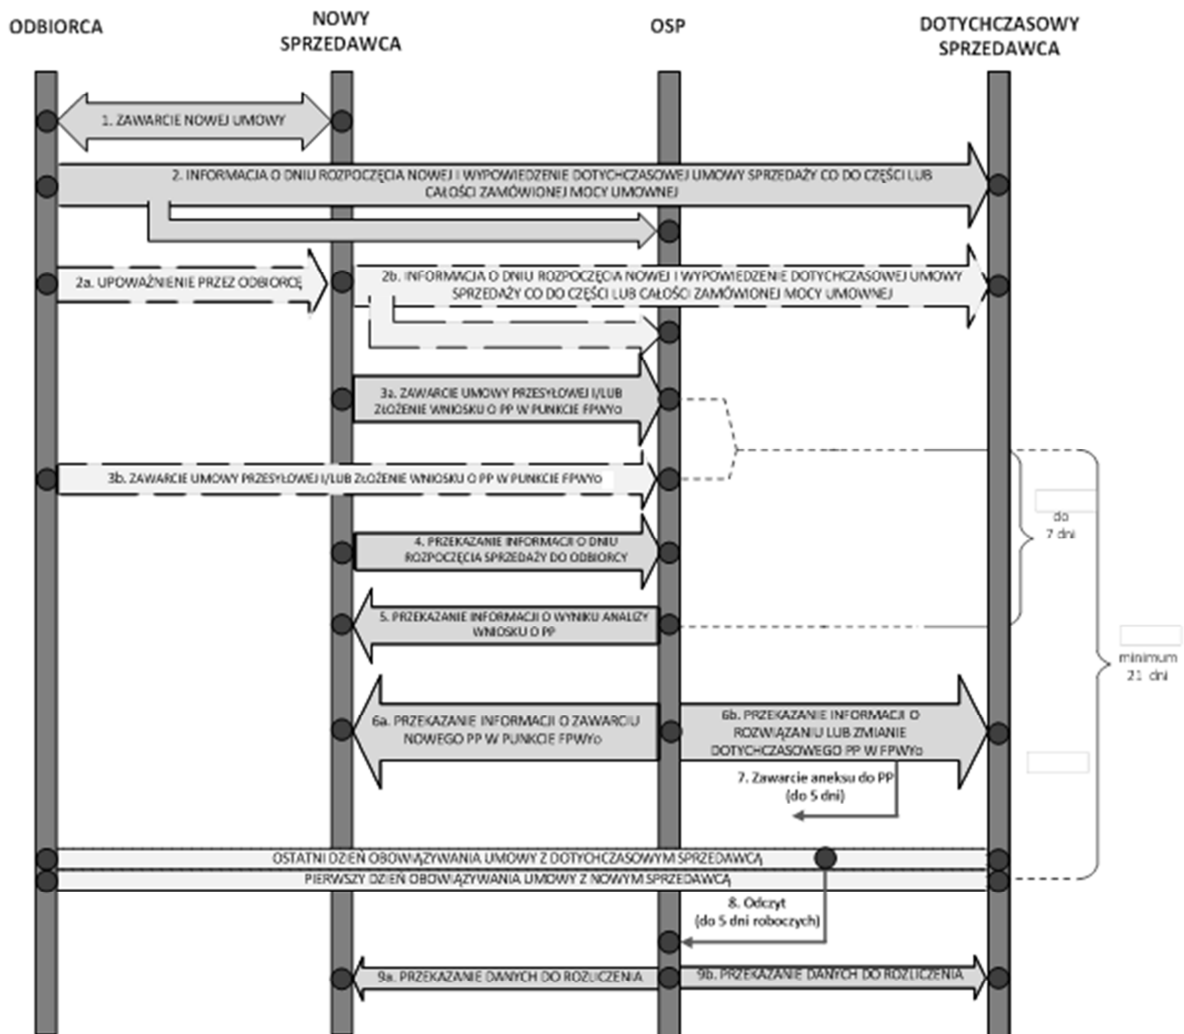 ODBIORCA
NOWY
SPRZEDAWCA
OSP
DOTYCHCZASOWY
SPRZEDAWCA
1. ZAWARCIE NOWEJ UMOWY
2. INFORMACJA O DNIU ROZPOCZĘCIA NOWEJ I WYPOWIEDZENIE DOTYCHCZASOWEJ UMOWY SPRZEDAŻY CO DO CZĘŚCI LUB
CAŁOŚCI ZAMÓWIONEJ MOCY UMOWNEJ
2a. UPOWAŻNIENIE PRZEZ ODBIORCĘ
2b. INFORMACJA O DNIU ROZPOCZĘCIA NOWEJ I WYPOWIEDZENIE DOTYCHCZASOWEJ UMOWY
SPRZEDAŻY CO DO CZĘŚCI LUB CAŁOŚCI ZAMÓWIONEJ MOCY UMOWNEJ
3a. ZAWARCIE UMOWY PRZESYŁOWEJ I/LUB
ZŁOŻENIE WNIOSKU O PP W PUNKCIE FPWYo
3b. ZAWARCIE UMOWY PRZESYŁOWEJ I/LUB ZŁOŻENIE WNIOSKU O PP W PUNKCIE FPWYo
do
7 dni
4. PRZEKAZANIE INFORMACJI O DNIU
ROZPOCZĘCIA SPRZEDAŻY DO ODBIORCY
5. PRZEKAZANIE INFORMACJI O WYNIKU ANALIZY
WNIOSKU O PP
minimum
21 dni
6a. PRZEKAZANIE INFORMACJI O ZAWARCIU
NOWEGO PP W PUNKCIE FPWYo
6b. PRZEKAZANIE INFORMACJI O
ROZWIĄZANIU LUB ZMIANIE
DOTYCHCZASOWEGO PP W FPWYo
7. Zawarcie aneksu do PP
(do 5 dni)
OSTATNI DZIEŃ OBOWIĄZYWANIA UMOWY Z DOTYCHCZASOWYM SPRZEDAWCĄ
PIERWSZY DZIEŃ OBOWIĄZYWANIA UMOWY Z NOWYM SPRZEDAWCĄ
8. Odczyt
(do 5 dni roboczych)
9a. PRZEKAZANIE DANYCH DO ROZLICZENIA
9b. PRZEKAZANIE DANYCH DO ROZLICZENIA